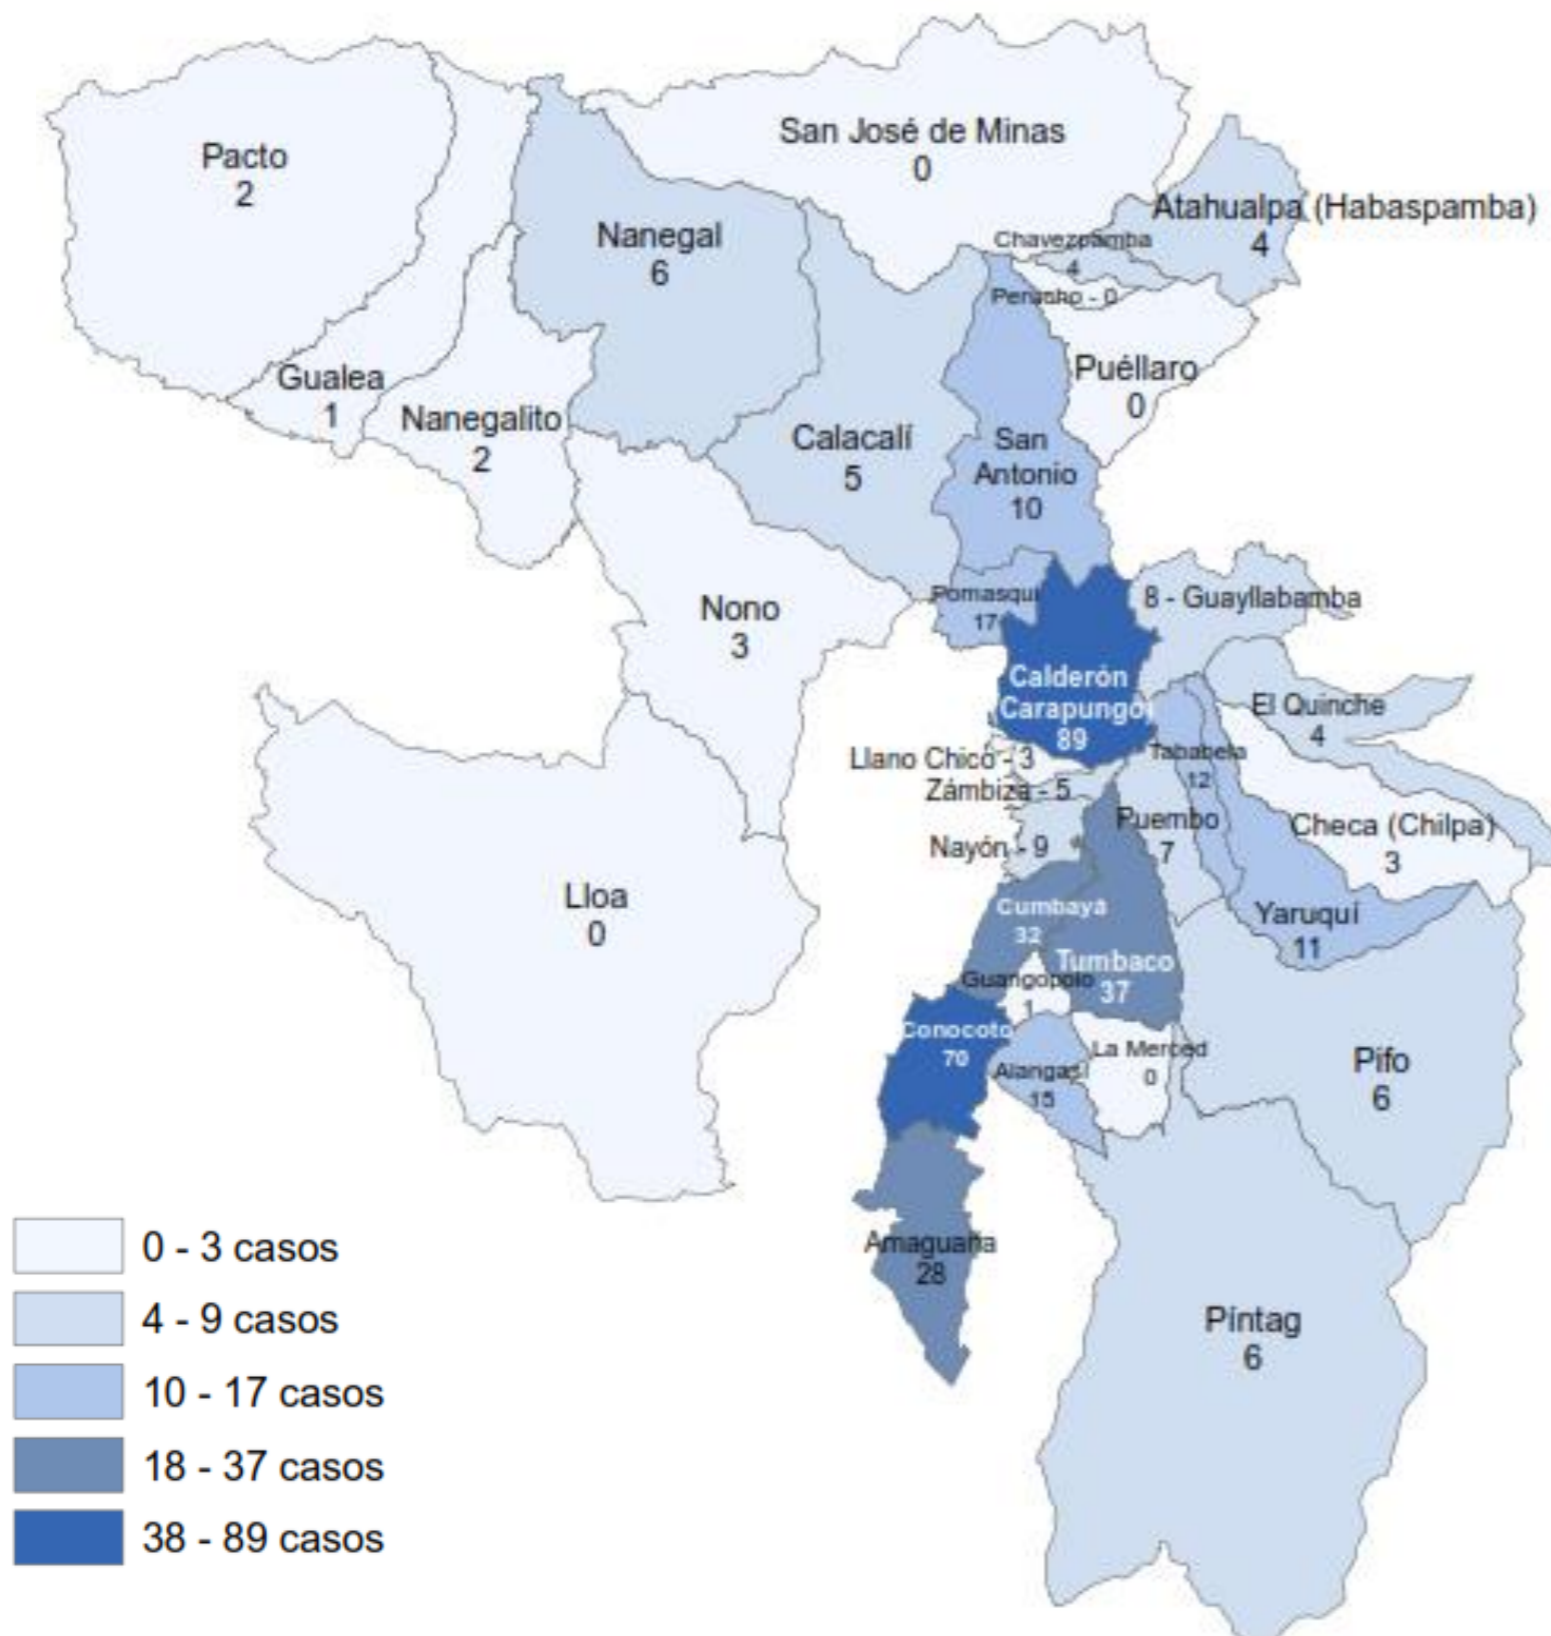 San José de Minas
0
Pacto
2
Atahualpa (Habaspamba)
4
Nanegal
6
Chavezpamba
4
Perucho - 0
Puéllaro
0
Gualea
1
Nanegalito
2
Calacalí
5
San
Antonio
10
Pomasqui
17
8 - Guayllabamba
Nono
3
Calderón
Carapungo
89
El Quinche
4
Llano Chico - 3
Tababela
12
Zámbiza - 5
Puembo
7
Checa (Chilpa)
3
Nayón - 9
Lloa
0
Cumbayá
32
Yaruquí
11
Tumbaco
37
Guangopolo
1
Conocoto
70
La Merced
0
Alangasí
15
Pifo
6
Amaguaña
28
Píntag
6
0 - 3 casos
4 - 9 casos
10 - 17 casos
18 - 37 casos
38 - 89 casos